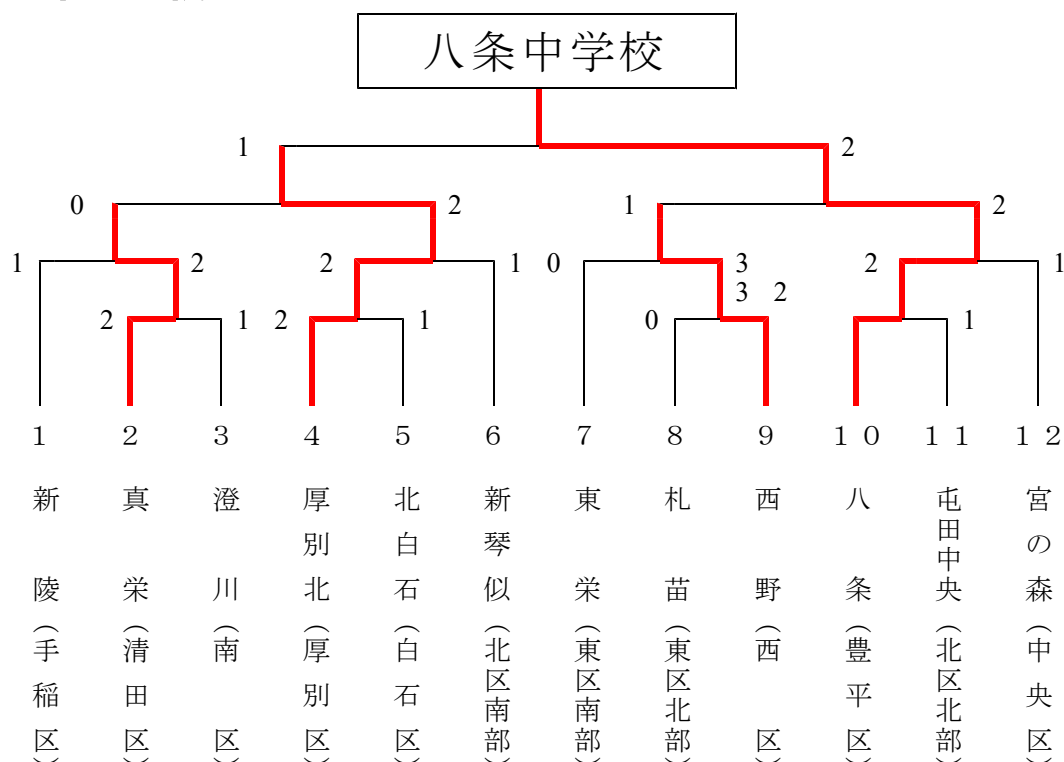 八条中学校
1 2
0 2 1 2
1 2 2 1 0 3 2 1
3 2
2 1 2 1 0 1
1 2 3 4 5 6 7 8 9 10 11 12
新陵(手稲区)
真栄(清田区)
澄川(南区)
厚別北(厚別区)
北白石(白石区)
新琴似(北区南部)
東栄(東区南部)
札苗(東区北部)
西野(西区)
八条(豊平区)
屯田中央(北区北部)
宮の森(中央区)